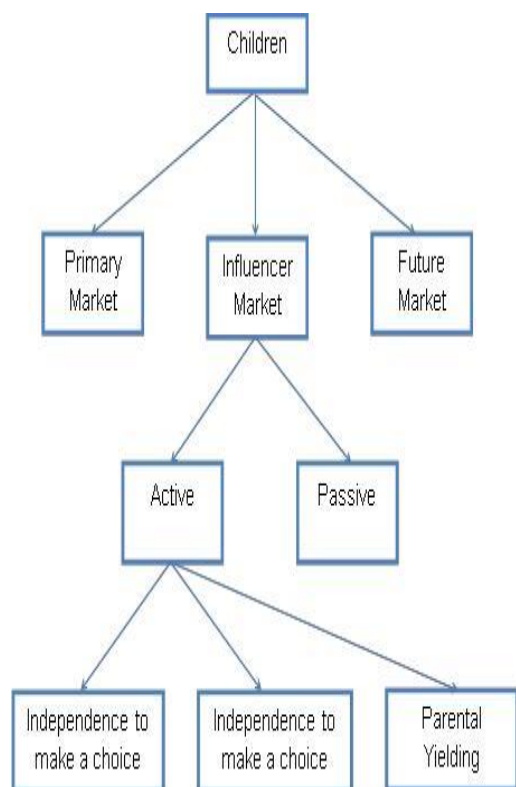 Children
Primary
Market
Influencer
Market
Future
Market
Active
Passive
Independence to
make a choice
Independence to
make a choice
Parental
Yielding